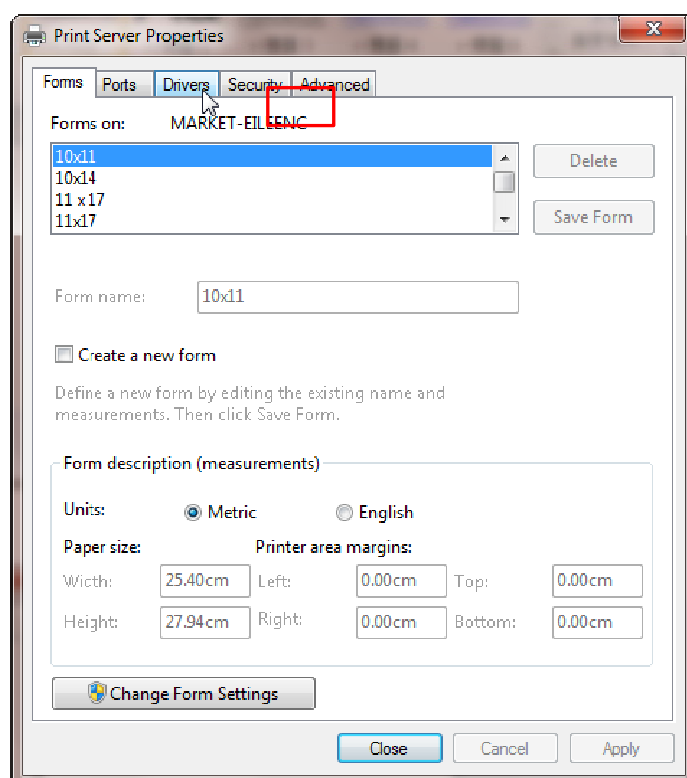 Print Server Properties
Forms Ports Drivers Security Advanced
Forms on: MARKET-EILEENC
10x11
10x14
11 x 17
11x17
Delete
Save Form
Form name: 10x11
Create a new form
Define a new form by editing the existing name and
measurements. Then click Save Form.
Form description (measurements)
Units: Metric English
Paper size: Printer area margins:
Width: 25.40cm Left: 0.00cm Top: 0.00cm
Height: 27.94cm Right: 0.00cm Bottom: 0.00cm
Change Form Settings
Close Cancel Apply